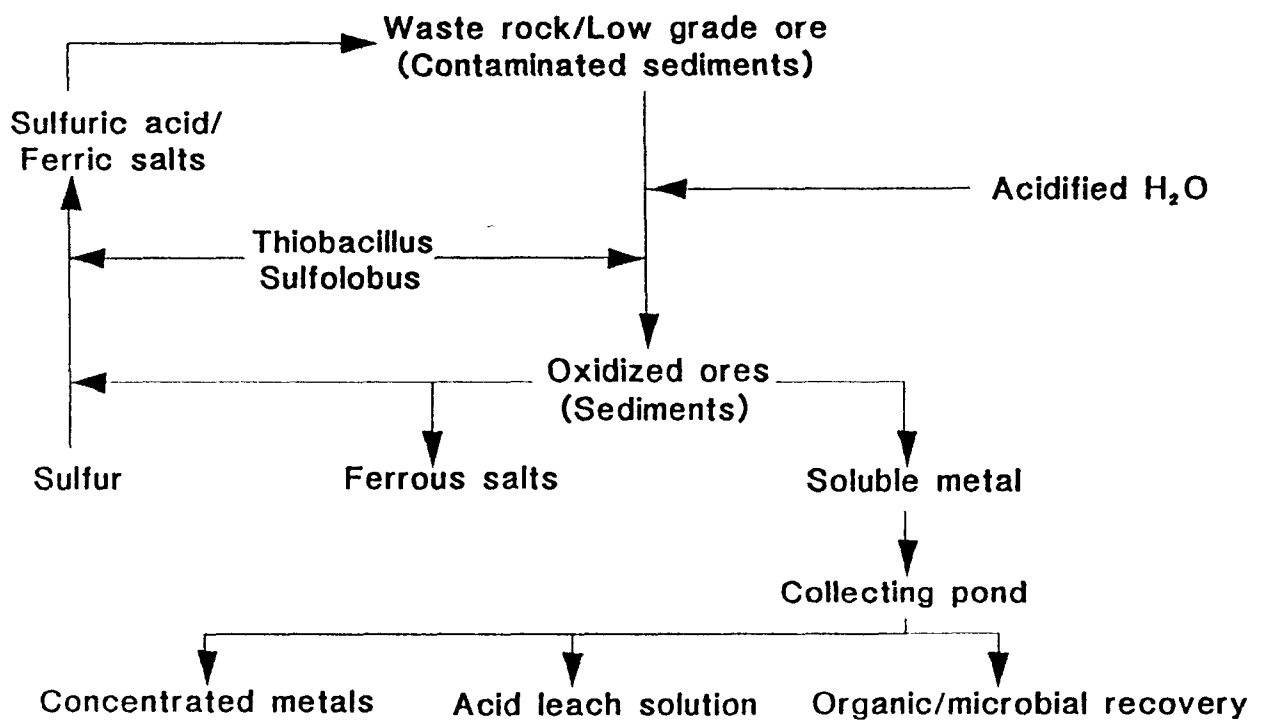 Waste rock/Low grade ore
(Contaminated sediments)
Sulfuric acid/
Ferric salts
Acidified H₂O
Thiobacillus
Sulfolobus
Oxidized ores
(Sediments)
Sulfur
Ferrous salts
Soluble metal
Collecting pond
Concentrated metals
Acid leach solution
Organic/microbial recovery